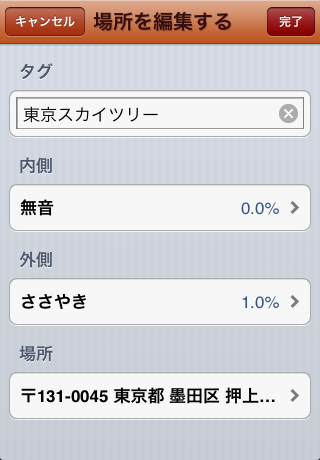 キャンセル 場所を編集する 完了
タグ
東京スカイツリー
内側
無音 0.0%
外側
ささやき 1.0%
場所
〒131-0045 東京都 墨田区 押上…